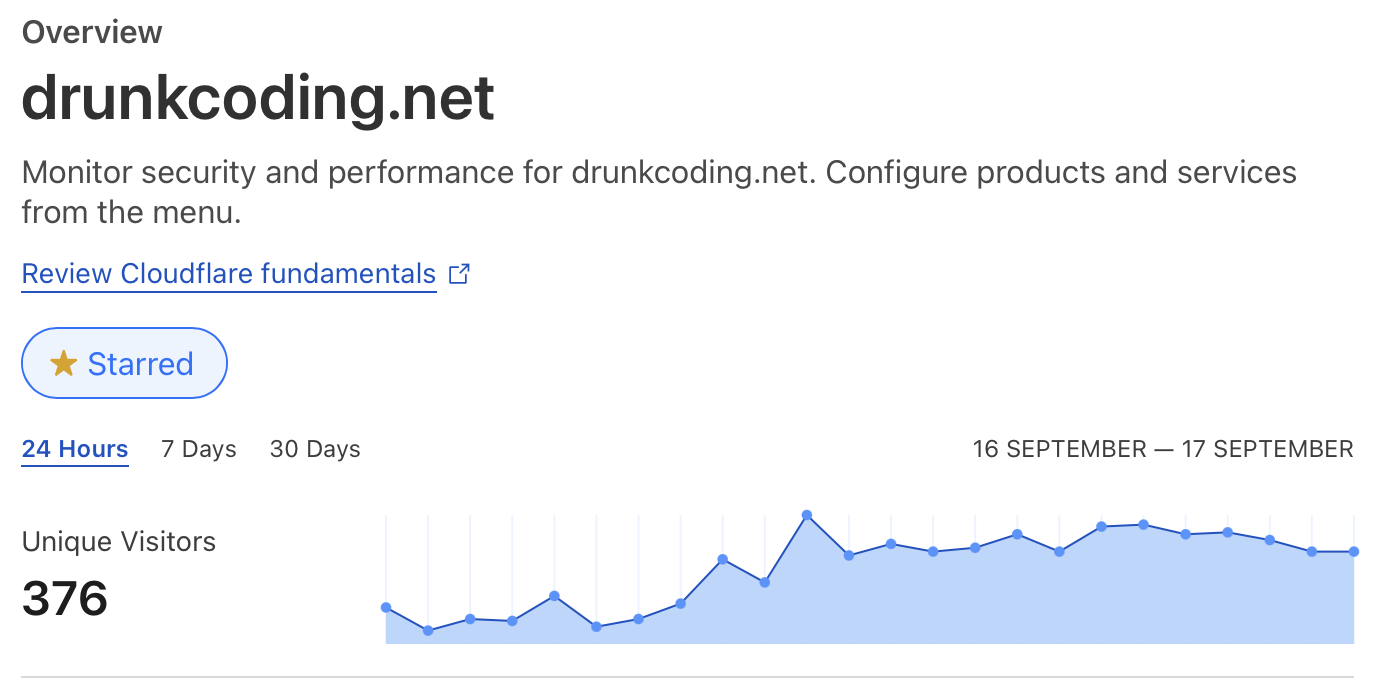 Overview
drunkcoding.net
Monitor security and performance for drunkcoding.net. Configure products and services
from the menu.
Review Cloudflare fundamentals
Starred
24 Hours 7 Days 30 Days 16 SEPTEMBER — 17 SEPTEMBER
Unique Visitors
376